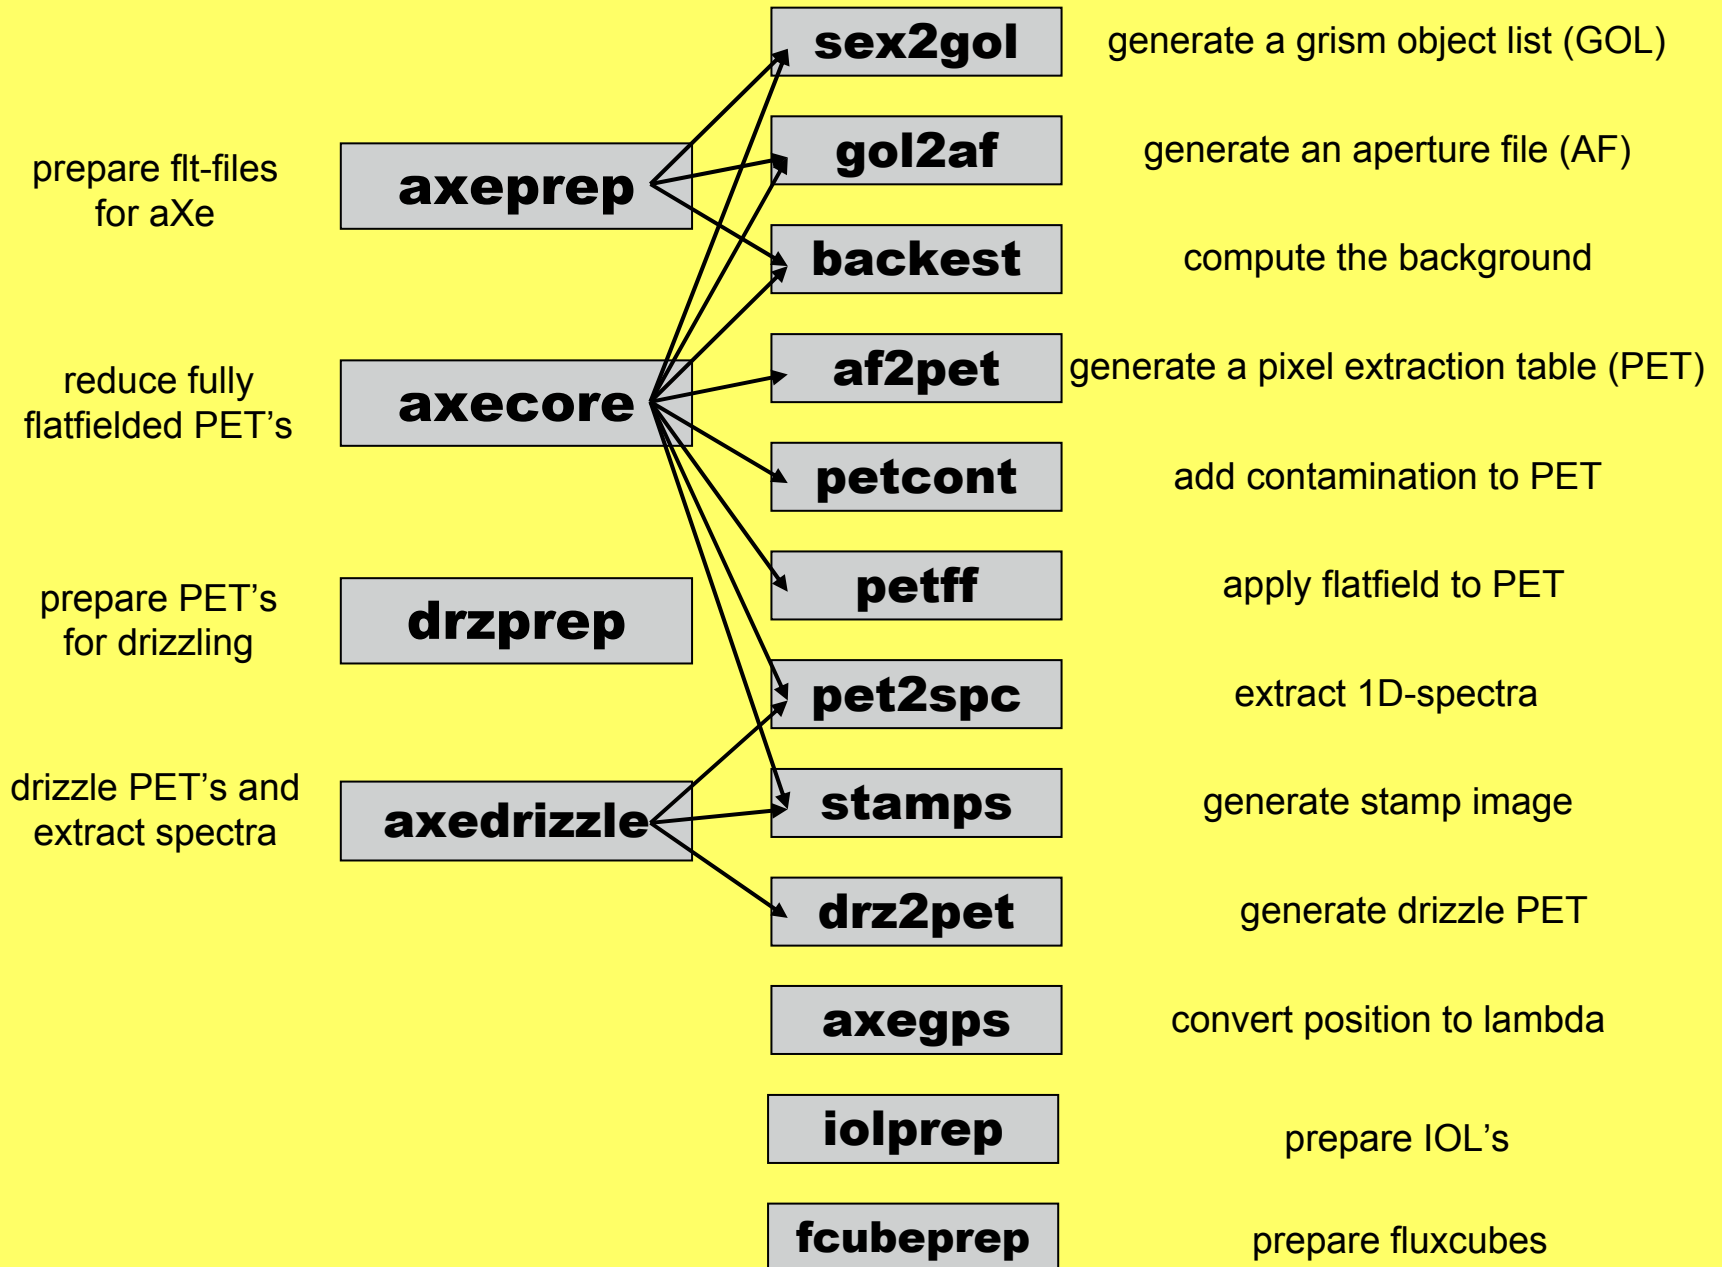 sex2gol
generate a grism object list (GOL)
prepare flt-files
for aXe
axeprep
gol2af
generate an aperture file (AF)
backest
compute the background
reduce fully
flatfielded PET’s
axecore
af2pet
generate a pixel extraction table (PET)
petcont
add contamination to PET
prepare PET’s
for drizzling
drzprep
petff
apply flatfield to PET
pet2spc
extract 1D-spectra
drizzle PET’s and
extract spectra
axedrizzle
stamps
generate stamp image
drz2pet
generate drizzle PET
axegps
convert position to lambda
iolprep
prepare IOL’s
fcubeprep
prepare fluxcubes